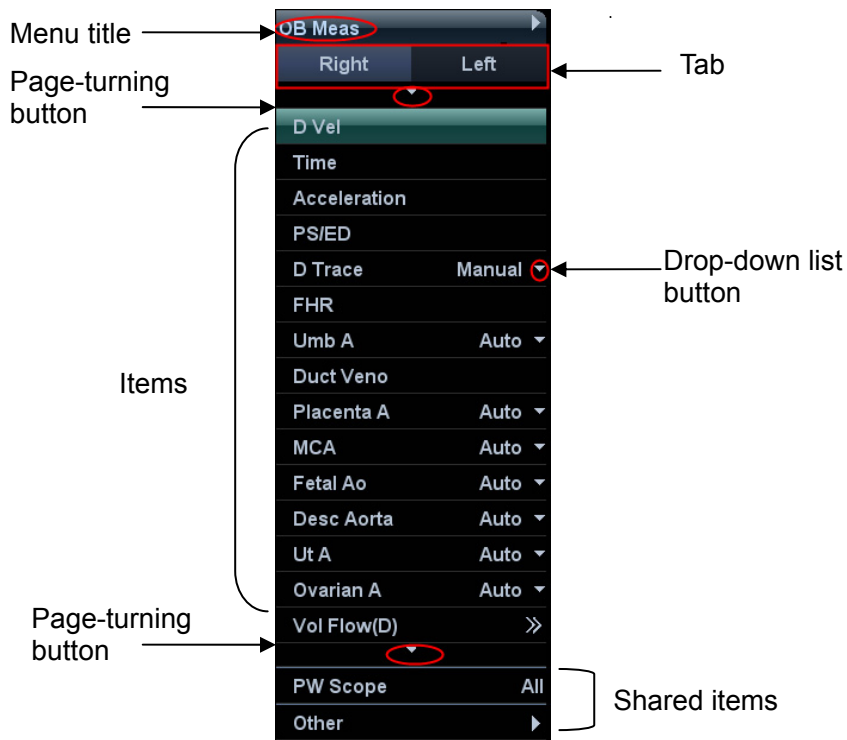 Menu title
OB Meas
Right Left
Tab
Page-turning
button
D Vel
Time
Acceleration
PS/ED
D Trace Manual
Drop-down list
button
FHR
Umb A Auto
Duct Veno
Items
Placenta A Auto
MCA Auto
Fetal Ao Auto
Desc Aorta Auto
Ut A Auto
Ovarian A Auto
Vol Flow(D) »
Page-turning
button
PW Scope All
Other
Shared items